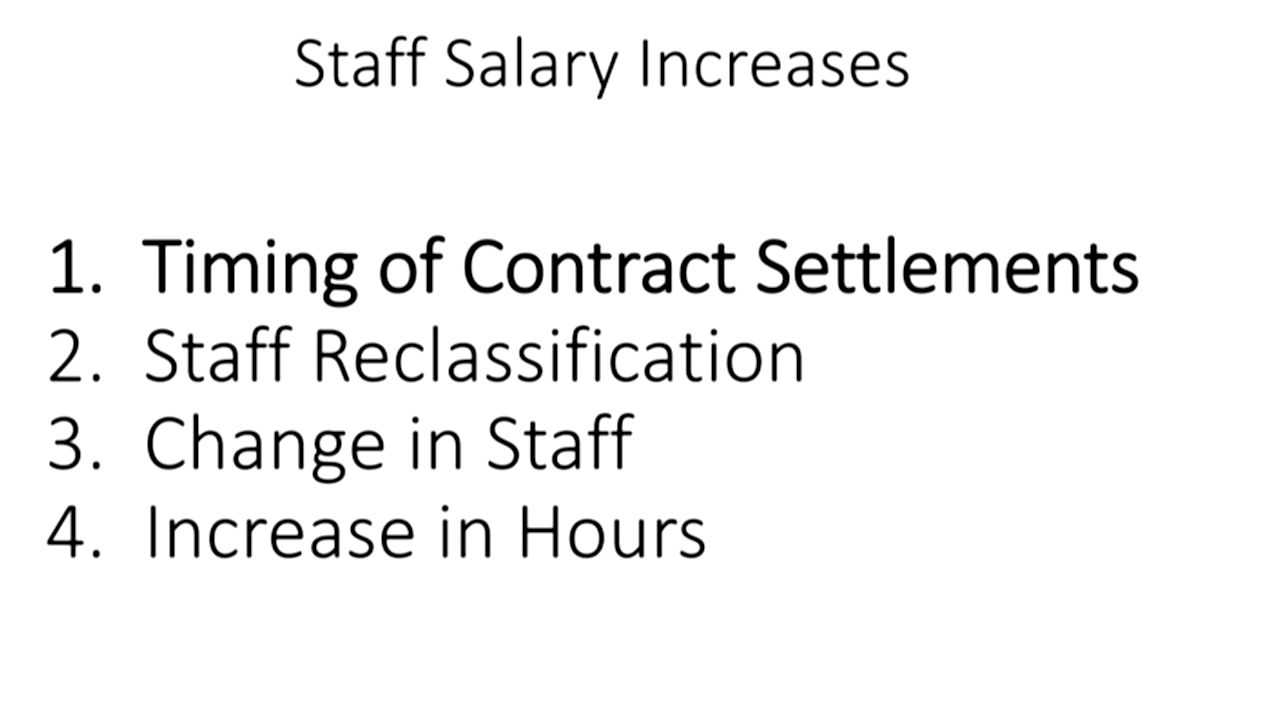 Staff Salary Increases
1. Timing of Contract Settlements
2. Staff Reclassification
3. Change in Staff
4. Increase in Hours